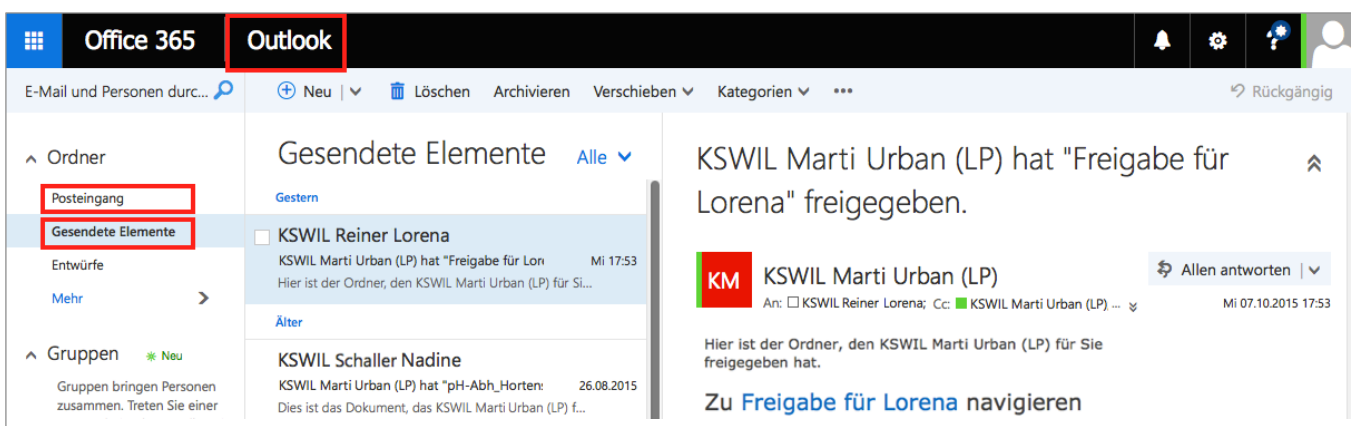 Office 365 Outlook
E-Mail und Personen durc...
Neu Löschen Archivieren Verschieben Kategorien ••• Rückgängig
Ordner
Posteingang
Gesendete Elemente
Entwürfe
Mehr
Gruppen Neu
Gruppen bringen Personen
zusammen. Treten Sie einer
Gesendete Elemente Alle
Gestern
KSWIL Reiner Lorena
KSWIL Marti Urban (LP) hat "Freigabe für Lor Mi 17:53
Hier ist der Ordner, den KSWIL Marti Urban (LP) für Si...
Älter
KSWIL Schaller Nadine
KSWIL Marti Urban (LP) hat "pH-Abh_Horten: 26.08.2015
Dies ist das Dokument, das KSWIL Marti Urban (LP) f...
KSWIL Marti Urban (LP) hat "Freigabe für
Lorena" freigegeben.
KM
KSWIL Marti Urban (LP)
Allen antworten
An: KSWIL Reiner Lorena; Cc: KSWIL Marti Urban (LP) ...
Mi 07.10.2015 17:53
Hier ist der Ordner, den KSWIL Marti Urban (LP) für Sie
freigegeben hat.
Zu Freigabe für Lorena navigieren